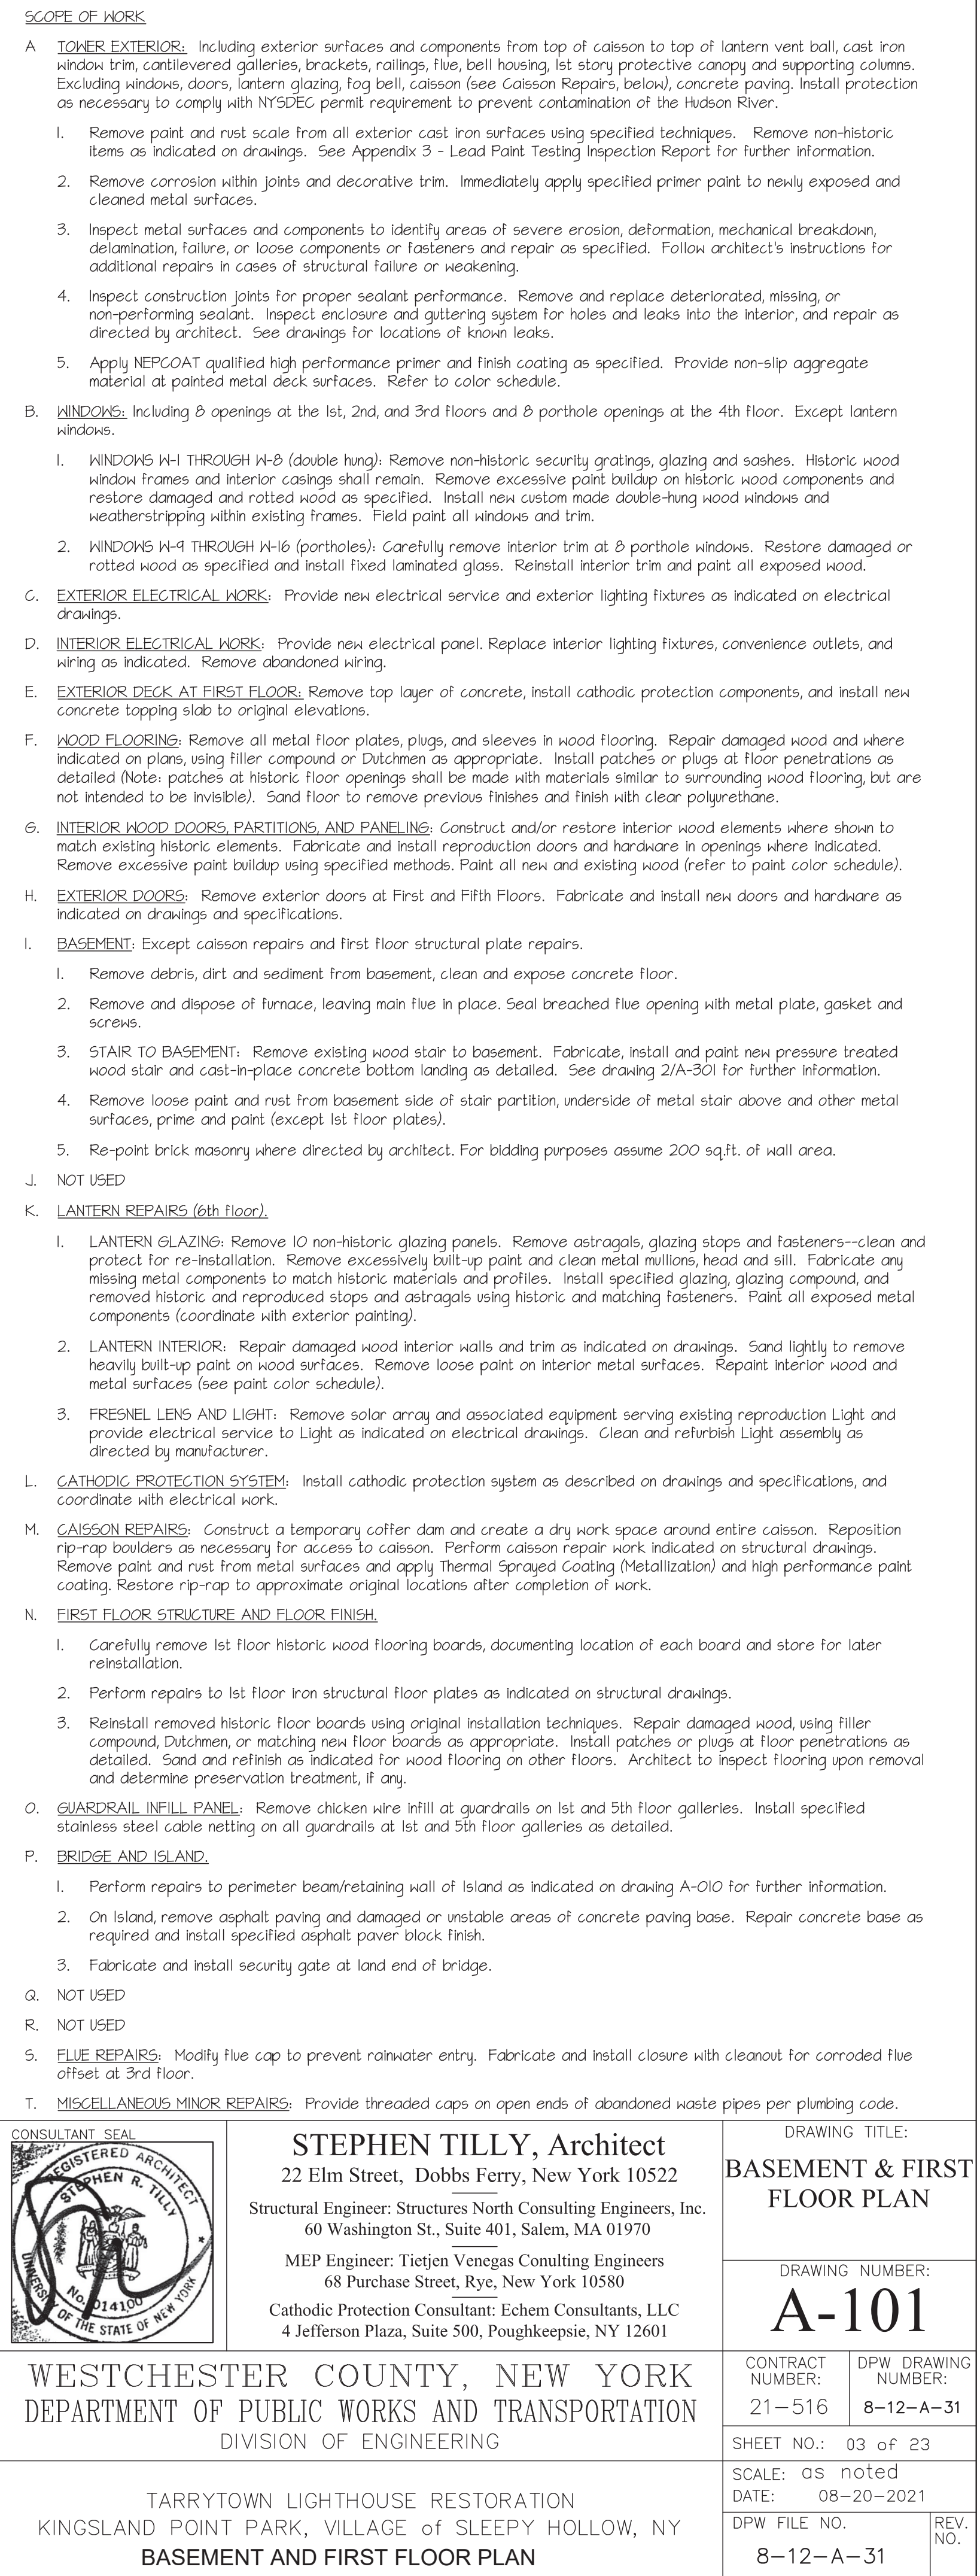 SCOPE OF WORK
A TOWER EXTERIOR: Including exterior surfaces and components from top of caisson to top of lantern vent ball, cast iron
window trim, cantilevered galleries, brackets, railings, flue, bell housing, 1st story protective canopy and supporting columns.
Excluding windows, doors, lantern glazing, fog bell, caisson (see Caisson Repairs, below), concrete paving. Install protection
as necessary to comply with NYSDEC permit requirement to prevent contamination of the Hudson River.
1. Remove paint and rust scale from all exterior cast iron surfaces using specified techniques. Remove non-historic
items as indicated on drawings. See Appendix 3 - Lead Paint Testing Inspection Report for further information.
2. Remove corrosion within joints and decorative trim. Immediately apply specified primer paint to newly exposed and
cleaned metal surfaces.
3. Inspect metal surfaces and components to identify areas of severe erosion, deformation, mechanical breakdown,
delamination, failure, or loose components or fasteners and repair as specified. Follow architect's instructions for
additional repairs in cases of structural failure or weakening.
4. Inspect construction joints for proper sealant performance. Remove and replace deteriorated, missing, or
non-performing sealant. Inspect enclosure and guttering system for holes and leaks into the interior, and repair as
directed by architect. See drawings for locations of known leaks.
5. Apply NEPCOAT qualified high performance primer and finish coating as specified. Provide non-slip aggregate
material at painted metal deck surfaces. Refer to color schedule.
B. WINDOWS: Including 8 openings at the 1st, 2nd, and 3rd floors and 8 porthole openings at the 4th floor. Except lantern
windows.
1. WINDOWS W-1 THROUGH W-8 (double hung): Remove non-historic security gratings, glazing and sashes. Historic wood
window frames and interior casings shall remain. Remove excessive paint buildup on historic wood components and
restore damaged and rotted wood as specified. Install new custom made double-hung wood windows and
weatherstripping within existing frames. Field paint all windows and trim.
2. WINDOWS W-9 THROUGH W-16 (portholes): Carefully remove interior trim at 8 porthole windows. Restore damaged or
rotted wood as specified and install fixed laminated glass. Reinstall interior trim and paint all exposed wood.
C. EXTERIOR ELECTRICAL WORK: Provide new electrical service and exterior lighting fixtures as indicated on electrical
drawings.
D. INTERIOR ELECTRICAL WORK: Provide new electrical panel. Replace interior lighting fixtures, convenience outlets, and
wiring as indicated. Remove abandoned wiring.
E. EXTERIOR DECK AT FIRST FLOOR: Remove top layer of concrete, install cathodic protection components, and install new
concrete topping slab to original elevations.
F. WOOD FLOORING: Remove all metal floor plates, plugs, and sleeves in wood flooring. Repair damaged wood and where
indicated on plans, using filler compound or Dutchmen as appropriate. Install patches or plugs at floor penetrations as
detailed (Note: patches at historic floor openings shall be made with materials similar to surrounding wood flooring, but are
not intended to be invisible). Sand floor to remove previous finishes and finish with clear polyurethane.
G. INTERIOR WOOD DOORS, PARTITIONS, AND PANELING: Construct and/or restore interior wood elements where shown to
match existing historic elements. Fabricate and install reproduction doors and hardware in openings where indicated.
Remove excessive paint buildup using specified methods. Paint all new and existing wood (refer to paint color schedule).
H. EXTERIOR DOORS: Remove exterior doors at First and Fifth Floors. Fabricate and install new doors and hardware as
indicated on drawings and specifications.
I. BASEMENT: Except caisson repairs and first floor structural plate repairs.
1. Remove debris, dirt and sediment from basement, clean and expose concrete floor.
2. Remove and dispose of furnace, leaving main flue in place. Seal breached flue opening with metal plate, gasket and
screws.
3. STAIR TO BASEMENT: Remove existing wood stair to basement. Fabricate, install and paint new pressure treated
wood stair and cast-in-place concrete bottom landing as detailed. See drawing 2/A-301 for further information.
4. Remove loose paint and rust from basement side of stair partition, underside of metal stair above and other metal
surfaces, prime and paint (except 1st floor plates).
5. Re-point brick masonry where directed by architect. For bidding purposes assume 200 sq.ft. of wall area.
J. NOT USED
K. LANTERN REPAIRS (6th floor).
1. LANTERN GLAZING: Remove 10 non-historic glazing panels. Remove astragals, glazing stops and fasteners--clean and
protect for re-installation. Remove excessively built-up paint and clean metal mullions, head and sill. Fabricate any
missing metal components to match historic materials and profiles. Install specified glazing, glazing compound, and
removed historic and reproduced stops and astragals using historic and matching fasteners. Paint all exposed metal
components (coordinate with exterior painting).
2. LANTERN INTERIOR: Repair damaged wood interior walls and trim as indicated on drawings. Sand lightly to remove
heavily built-up paint on wood surfaces. Remove loose paint on interior metal surfaces. Repaint interior wood and
metal surfaces (see paint color schedule).
3. FRESNEL LENS AND LIGHT: Remove solar array and associated equipment serving existing reproduction Light and
provide electrical service to Light as indicated on electrical drawings. Clean and refurbish Light assembly as
directed by manufacturer.
L. CATHODIC PROTECTION SYSTEM: Install cathodic protection system as described on drawings and specifications, and
coordinate with electrical work.
M. CAISSON REPAIRS: Construct a temporary coffer dam and create a dry work space around entire caisson. Reposition
rip-rap boulders as necessary for access to caisson. Perform caisson repair work indicated on structural drawings.
Remove paint and rust from metal surfaces and apply Thermal Sprayed Coating (Metallization) and high performance paint
coating. Restore rip-rap to approximate original locations after completion of work.
N. FIRST FLOOR STRUCTURE AND FLOOR FINISH.
1. Carefully remove 1st floor historic wood flooring boards, documenting location of each board and store for later
reinstallation.
2. Perform repairs to 1st floor iron structural floor plates as indicated on structural drawings.
3. Reinstall removed historic floor boards using original installation techniques. Repair damaged wood, using filler
compound, Dutchmen, or matching new floor boards as appropriate. Install patches or plugs at floor penetrations as
detailed. Sand and refinish as indicated for wood flooring on other floors. Architect to inspect flooring upon removal
and determine preservation treatment, if any.
O. GUARDRAIL INFILL PANEL: Remove chicken wire infill at guardrails on 1st and 5th floor galleries. Install specified
stainless steel cable netting on all guardrails at 1st and 5th floor galleries as detailed.
P. BRIDGE AND ISLAND.
1. Perform repairs to perimeter beam/retaining wall of Island as indicated on drawing A-010 for further information.
2. On Island, remove asphalt paving and damaged or unstable areas of concrete paving base. Repair concrete base as
required and install specified asphalt paver block finish.
3. Fabricate and install security gate at land end of bridge.
Q. NOT USED
R. NOT USED
S. FLUE REPAIRS: Modify flue cap to prevent rainwater entry. Fabricate and install closure with cleanout for corroded flue
offset at 3rd floor.
T. MISCELLANEOUS MINOR REPAIRS: Provide threaded caps on open ends of abandoned waste pipes per plumbing code.
CONSULTANT SEAL
REGISTERED ARCHITECT
STEPHEN R. TILLY
No. 014100
OF THE STATE OF NEW YORK
STEPHEN TILLY, Architect
22 Elm Street, Dobbs Ferry, New York 10522
Structural Engineer: Structures North Consulting Engineers, Inc.
60 Washington St., Suite 401, Salem, MA 01970
MEP Engineer: Tietjen Venegas Conulting Engineers
68 Purchase Street, Rye, New York 10580
Cathodic Protection Consultant: Echem Consultants, LLC
4 Jefferson Plaza, Suite 500, Poughkeepsie, NY 12601
DRAWING TITLE:
BASEMENT & FIRST
FLOOR PLAN
DRAWING NUMBER:
A-101
WESTCHESTER COUNTY, NEW YORK
DEPARTMENT OF PUBLIC WORKS AND TRANSPORTATION
DIVISION OF ENGINEERING
CONTRACT
NUMBER:
21-516
DPW DRAWING
NUMBER:
8-12-A-31
SHEET NO.: 03 of 23
SCALE: as noted
DATE: 08-20-2021
TARRYTOWN LIGHTHOUSE RESTORATION
KINGSLAND POINT PARK, VILLAGE of SLEEPY HOLLOW, NY
BASEMENT AND FIRST FLOOR PLAN
DPW FILE NO.
8-12-A-31
REV.
NO.